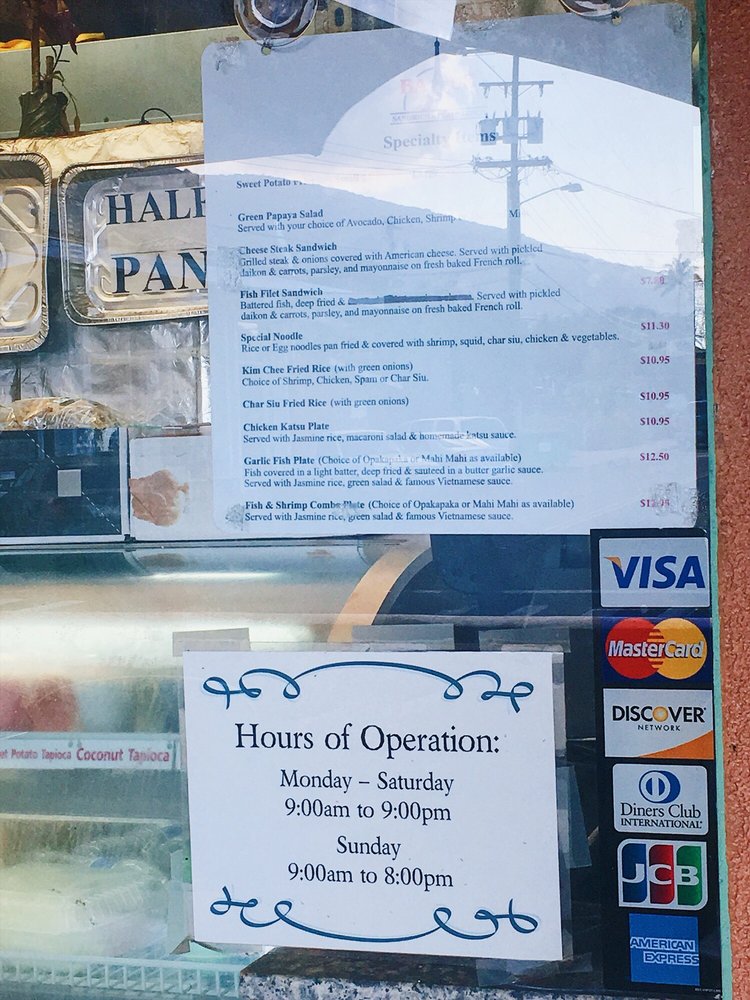 Specialty Items
Sweet Potato
Green Papaya Salad
Served with your choice of Avocado, Chicken, Shrimp
Cheese Steak Sandwich
Grilled steak & onions covered with American cheese. Served with pickled
daikon & carrots, parsley, and mayonnaise on fresh baked French roll.
Fish Filet Sandwich
Battered fish, deep fried & Served with pickled
daikon & carrots, parsley, and mayonnaise on fresh baked French roll.
Special Noodle $11.30
Rice or Egg noodles pan fried & covered with shrimp, squid, char siu, chicken & vegetables.
Kim Chee Fried Rice (with green onions) $10.95
Choice of Shrimp, Chicken, Spam or Char Siu.
Char Siu Fried Rice (with green onions) $10.95
Chicken Katsu Plate $10.95
Served with Jasmine rice, macaroni salad & homemade katsu sauce.
Garlic Fish Plate (Choice of Opakapaka or Mahi Mahi as available) $12.50
Fish covered in a light batter, deep fried & sauteed in a butter garlic sauce.
Served with Jasmine rice, green salad & famous Vietnamese sauce.
Fish & Shrimp Combo Plate (Choice of Opakapaka or Mahi Mahi as available)
Served with Jasmine rice, green salad & famous Vietnamese sauce.
HALF
PAN
VISA
MasterCard
DISCOVER
NETWORK
Diners Club
INTERNATIONAL
JCB
AMERICAN
EXPRESS
Potato Tapioca Coconut Tapioca
Hours of Operation:
Monday – Saturday
9:00am to 9:00pm
Sunday
9:00am to 8:00pm